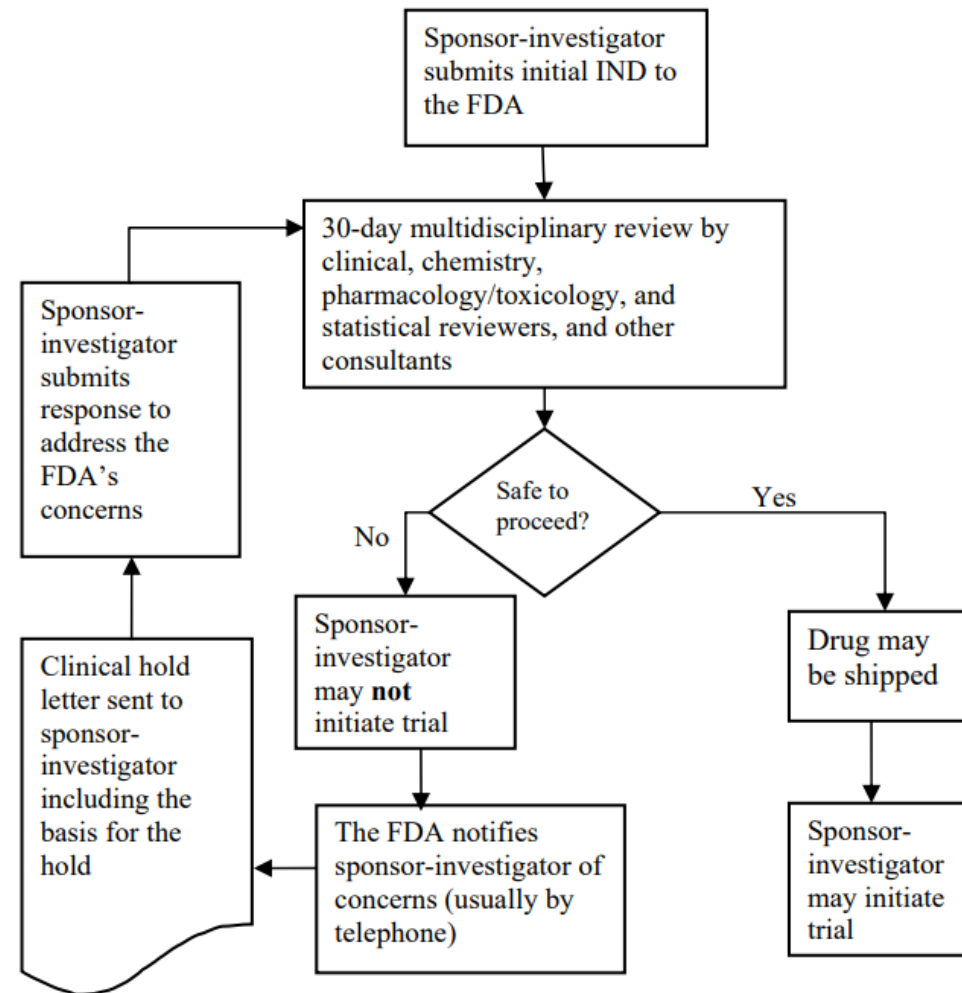 Sponsor-investigator
submits initial IND to
the FDA
30-day multidisciplinary review by
clinical, chemistry,
pharmacology/toxicology, and
statistical reviewers, and other
consultants
Safe to
proceed?
Yes
Drug may
be shipped
Sponsor-
investigator
may initiate
trial
No
Sponsor-
investigator
may not
initiate trial
The FDA notifies
sponsor-investigator of
concerns (usually by
telephone)
Clinical hold
letter sent to
sponsor-
investigator
including the
basis for the
hold
Sponsor-
investigator
submits
response to
address the
FDA’s
concerns